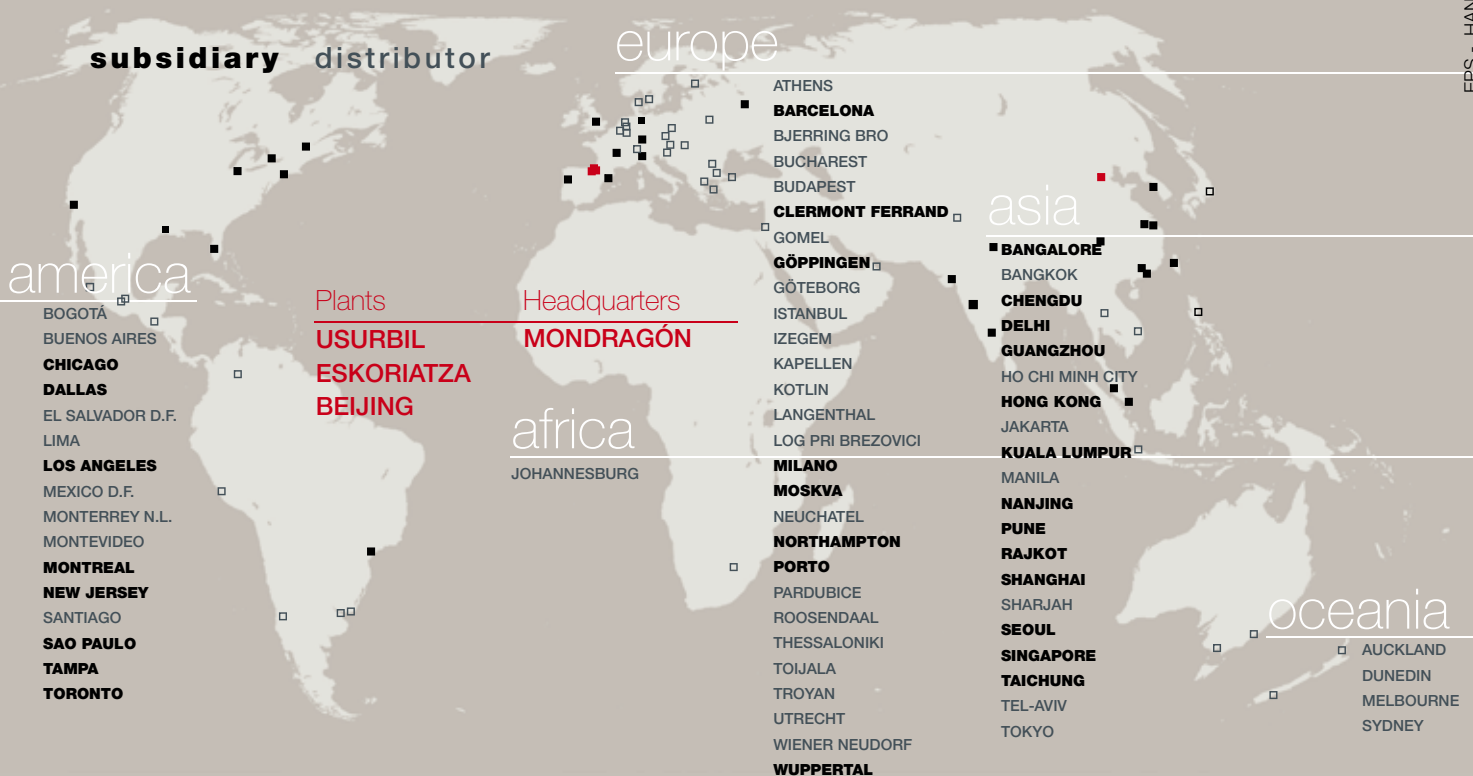 subsidiary distributor
EPS - HAN
europe
ATHENS
BARCELONA
BJERRING BRO
BUCHAREST
BUDAPEST
CLERMONT FERRAND
GOMEL
GÖPPINGEN
GÖTEBORG
ISTANBUL
IZEGEM
KAPELLEN
KOTLIN
LANGENTHAL
LOG PRI BREZOVICI
MILANO
MOSKVA
NEUCHATEL
NORTHAMPTON
PORTO
PARDUBICE
ROOSENDAAL
THESSALONIKI
TOIJALA
TROYAN
UTRECHT
WIENER NEUDORF
WUPPERTAL
asia
BANGALORE
BANGKOK
CHENGDU
DELHI
GUANGZHOU
HO CHI MINH CITY
HONG KONG
JAKARTA
KUALA LUMPUR
MANILA
NANJING
PUNE
RAJKOT
SHANGHAI
SHARJAH
SEOUL
SINGAPORE
TAICHUNG
TEL-AVIV
TOKYO
america
BOGOTÁ
BUENOS AIRES
CHICAGO
DALLAS
EL SALVADOR D.F.
LIMA
LOS ANGELES
MEXICO D.F.
MONTERREY N.L.
MONTEVIDEO
MONTREAL
NEW JERSEY
SANTIAGO
SAO PAULO
TAMPA
TORONTO
Plants
USURBIL
ESKORIATZA
BEIJING
Headquarters
MONDRAGÓN
africa
JOHANNESBURG
oceania
AUCKLAND
DUNEDIN
MELBOURNE
SYDNEY